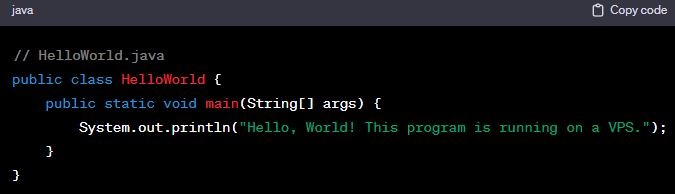 java Copy code
// HelloWorld.java
public class HelloWorld {
    public static void main(String[] args) {
        System.out.println("Hello, World! This program is running on a VPS.");
    }
}